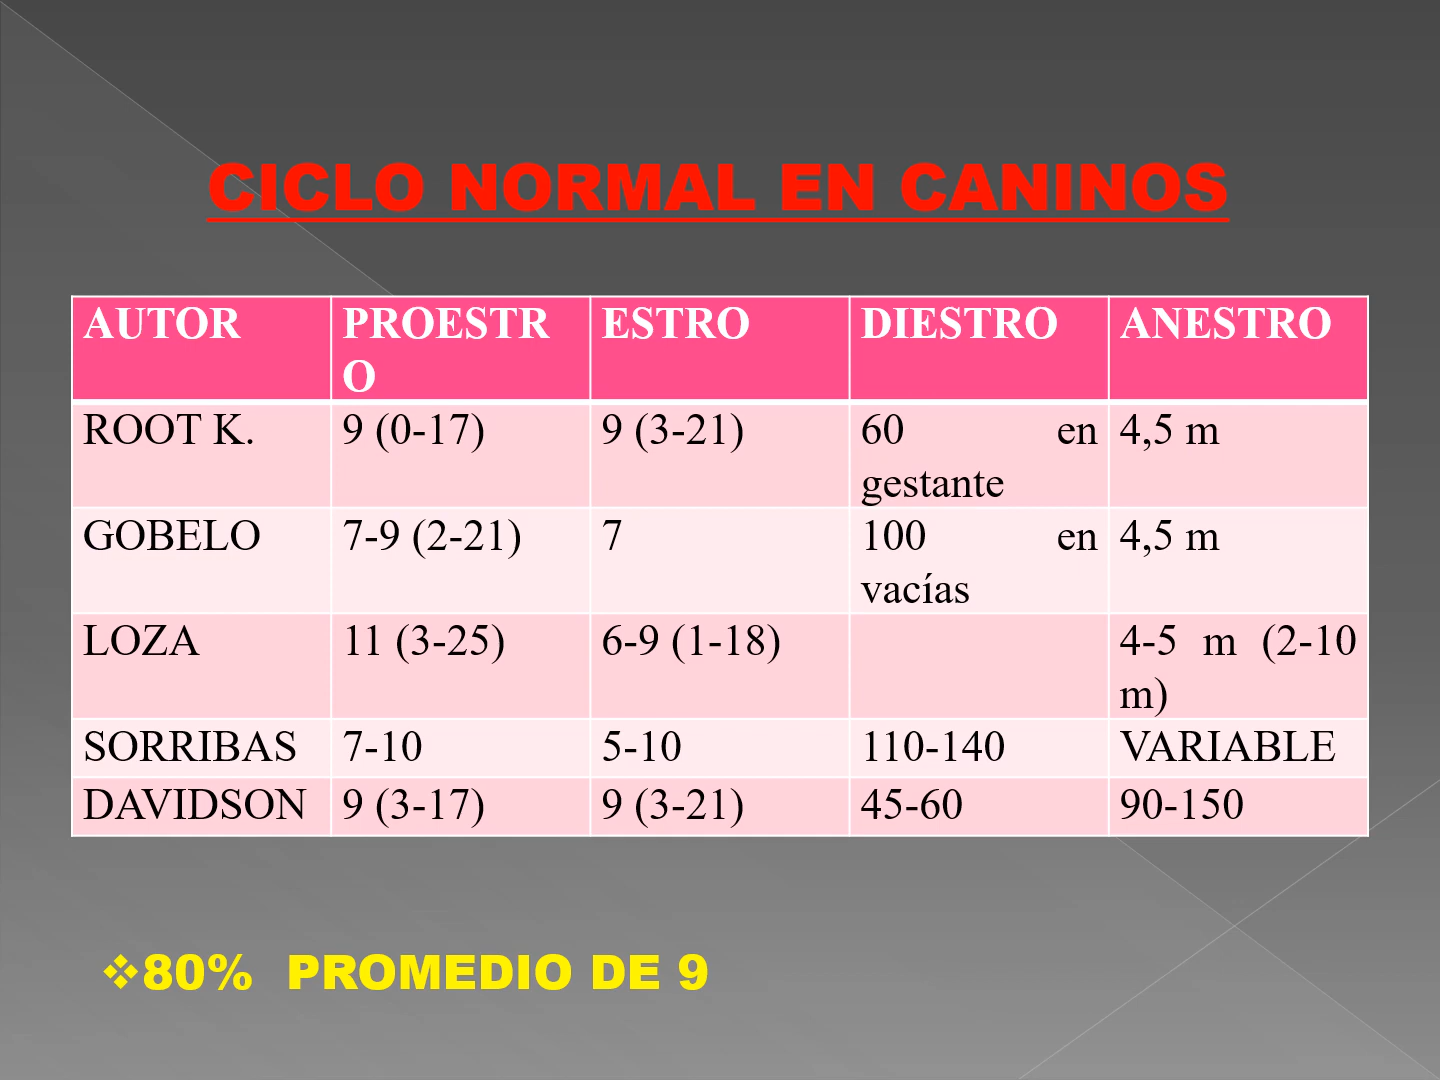 CICLO NORMAL EN CANINOS
AUTOR PROESTR ESTRO DIESTRO ANESTRO
O
ROOT K. 9 (0-17) 9 (3-21) 60 en 4,5 m
gestante
GOBELO 7-9 (2-21) 7 100 en 4,5 m
vacías
LOZA 11 (3-25) 6-9 (1-18) 4-5 m (2-10
m)
SORRIBAS 7-10 5-10 110-140 VARIABLE
DAVIDSON 9 (3-17) 9 (3-21) 45-60 90-150
❖80% PROMEDIO DE 9